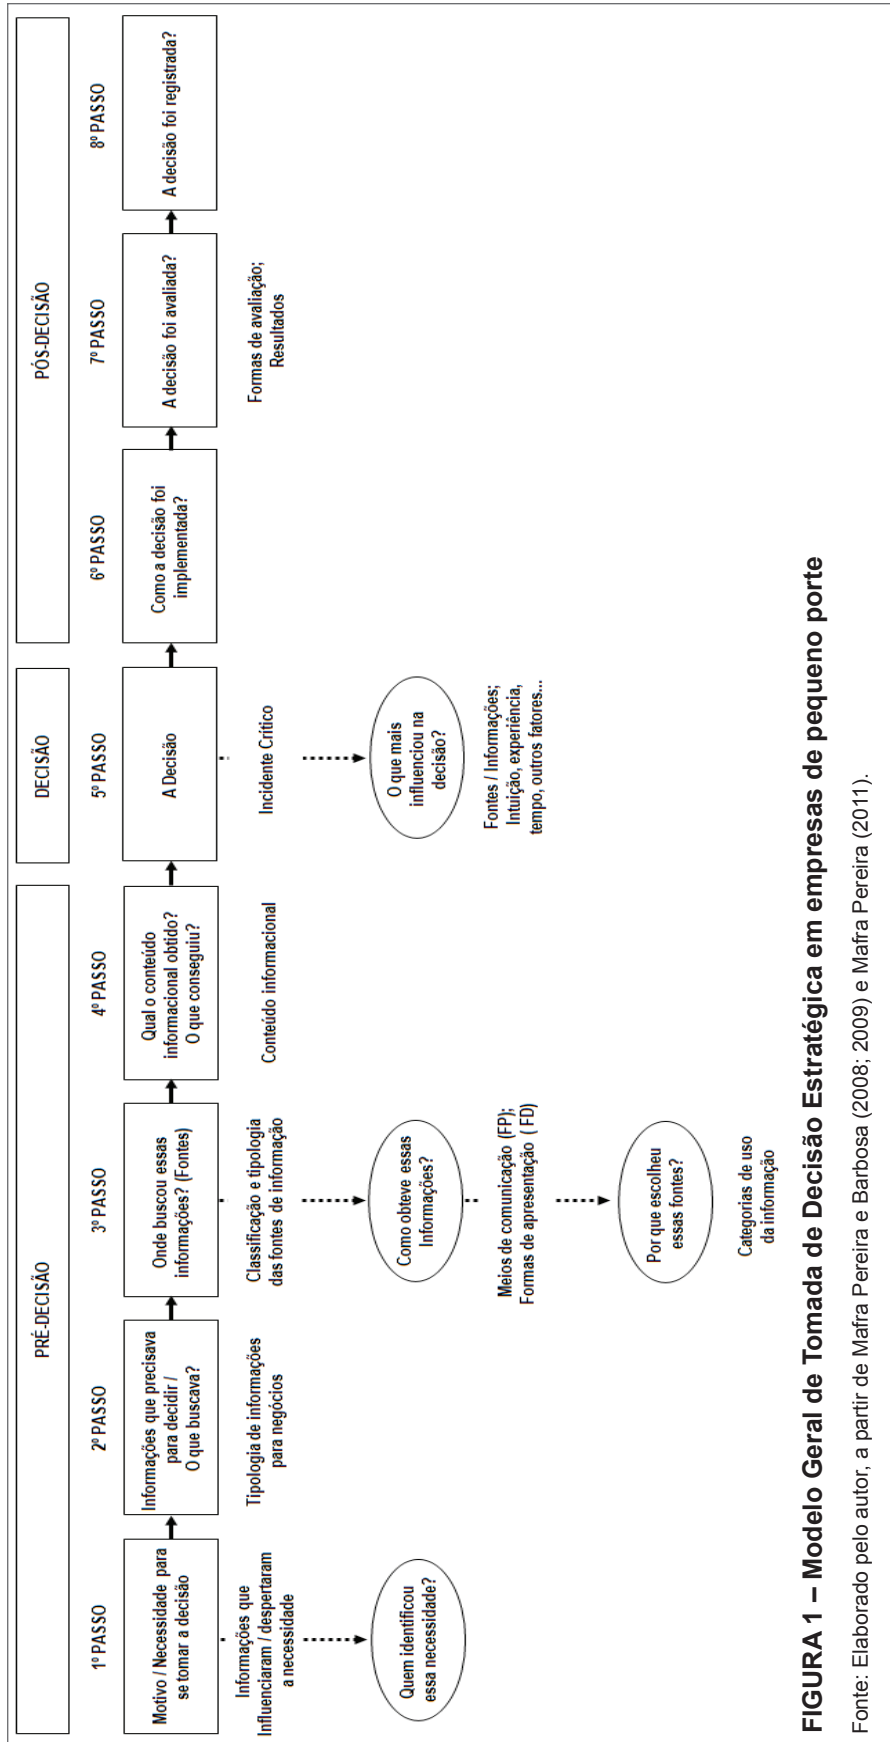 PRÉ-DECISÃO
DECISÃO
PÓS-DECISÃO
1º PASSO
2º PASSO
3º PASSO
4º PASSO
5º PASSO
6º PASSO
7º PASSO
8º PASSO
Motivo / Necessidade para
se tomar a decisão
Informações que precisava
para decidir /
O que buscava?
Onde buscou essas
informações? (Fontes)
Qual o conteúdo
informacional obtido?
O que conseguiu?
A Decisão
Como a decisão foi
implementada?
A decisão foi avaliada?
A decisão foi registrada?
Informações que
Influenciaram / despertaram
a necessidade
Tipologia de informações
para negócios
Classificação e tipologia
das fontes de informação
Conteúdo informacional
Incidente Crítico
Formas de avaliação;
Resultados
Quem identificou
essa necessidade?
Como obteve essas
Informações?
O que mais
influenciou na
decisão?
Meios de comunicação (FP);
Formas de apresentação ( FD)
Fontes / Informações;
Intuição, experiência,
tempo, outros fatores...
Por que escolheu
essas fontes?
Categorias de uso
da informação
FIGURA 1 – Modelo Geral de Tomada de Decisão Estratégica em empresas de pequeno porte
Fonte: Elaborado pelo autor, a partir de Mafra Pereira e Barbosa (2008; 2009) e Mafra Pereira (2011).